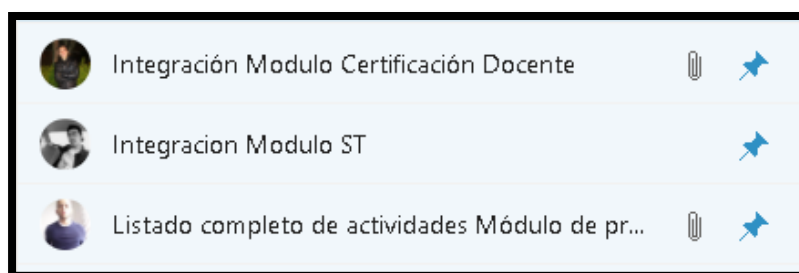 Integración Modulo Certificación Docente
Integracion Modulo ST
Listado completo de actividades Módulo de pr...